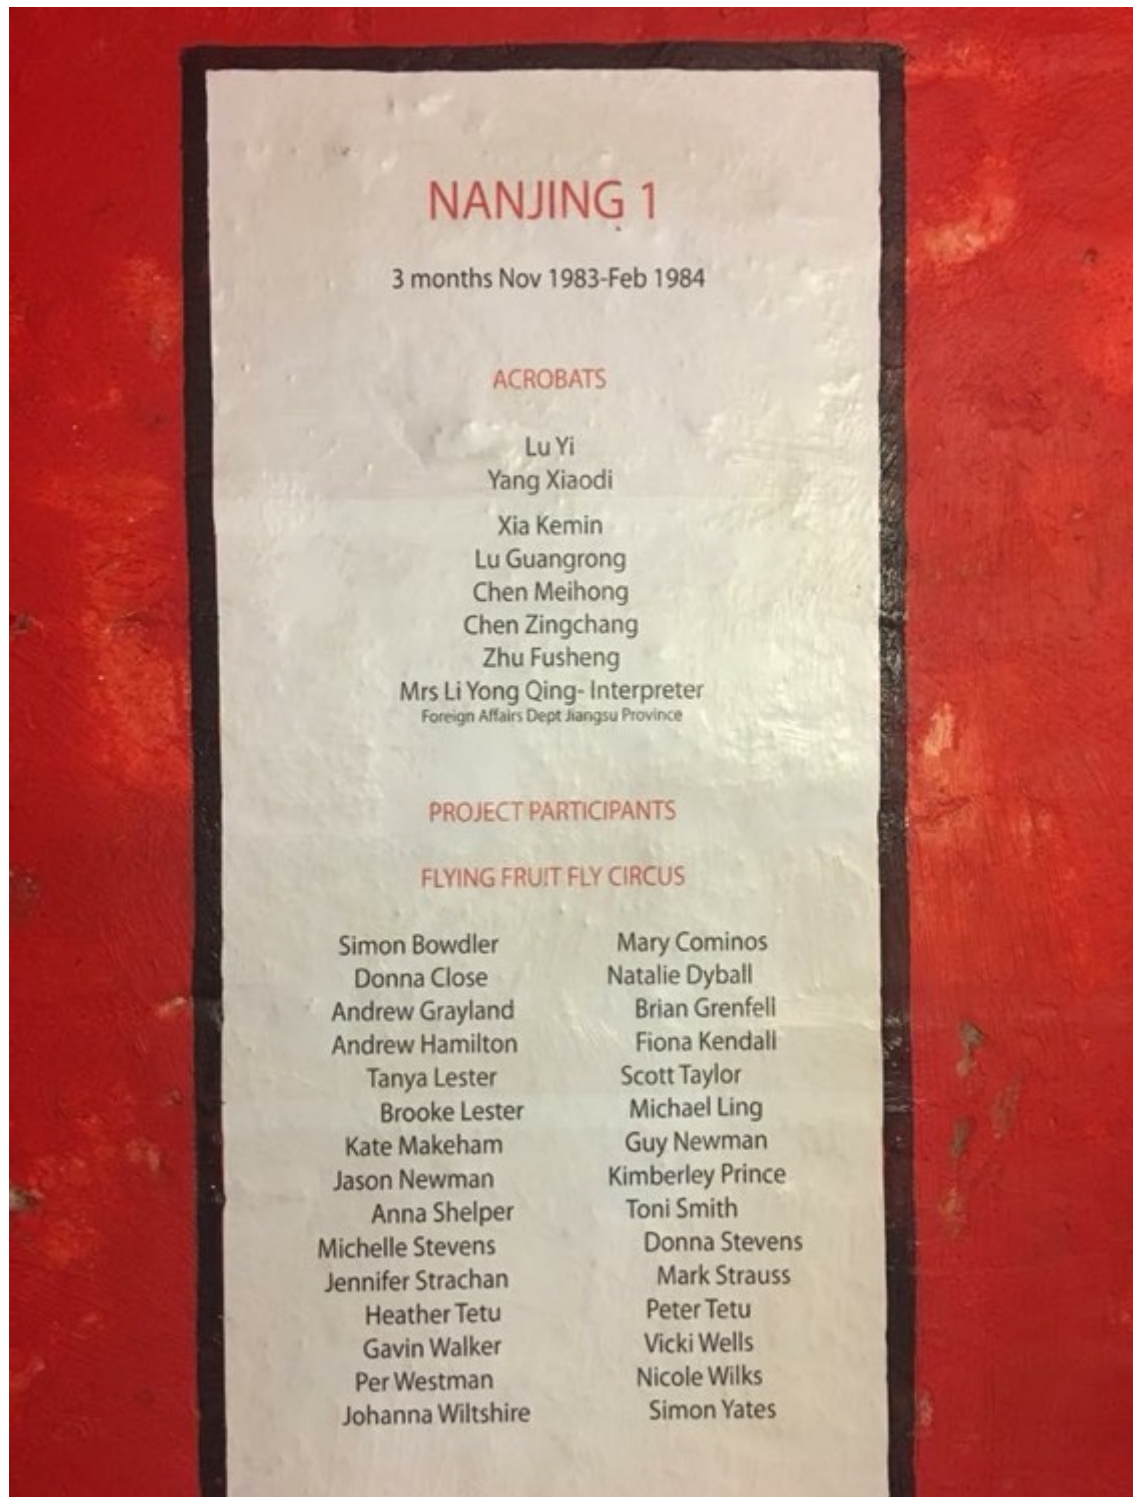 NANJING 1
3 months Nov 1983-Feb 1984
ACROBATS
Lu Yi
Yang Xiaodi
Xia Kemin
Lu Guangrong
Chen Meihong
Chen Zingchang
Zhu Fusheng
Mrs Li Yong Qing- Interpreter
Foreign Affairs Dept Jiangsu Province
PROJECT PARTICIPANTS
FLYING FRUIT FLY CIRCUS
Simon Bowdler
Donna Close
Andrew Grayland
Andrew Hamilton
Tanya Lester
Brooke Lester
Kate Makeham
Jason Newman
Anna Shelper
Michelle Stevens
Jennifer Strachan
Heather Tetu
Gavin Walker
Per Westman
Johanna Wiltshire
Mary Cominos
Natalie Dyball
Brian Grenfell
Fiona Kendall
Scott Taylor
Michael Ling
Guy Newman
Kimberley Prince
Toni Smith
Donna Stevens
Mark Strauss
Peter Tetu
Vicki Wells
Nicole Wilks
Simon Yates